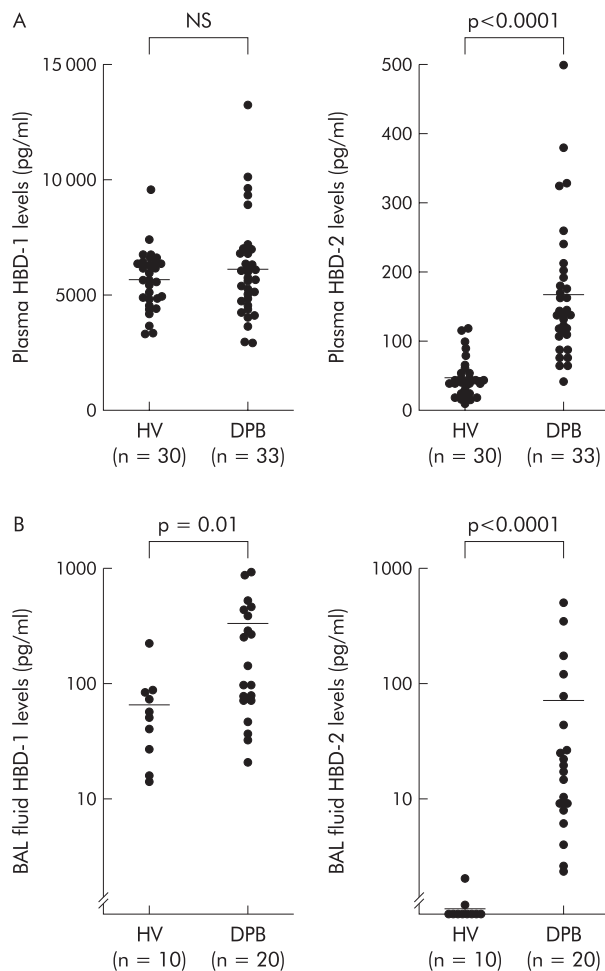 A
NS
Plasma HBD-1 levels (pg/ml)
15 000
10 000
5000
0
HV
(n = 30)
DPB
(n = 33)
p<0.0001
Plasma HBD-2 levels (pg/ml)
500
400
300
200
100
0
HV
(n = 30)
DPB
(n = 33)
B
p = 0.01
BAL fluid HBD-1 levels (pg/ml)
1000
100
10
HV
(n = 10)
DPB
(n = 20)
p<0.0001
BAL fluid HBD-2 levels (pg/ml)
1000
100
10
HV
(n = 10)
DPB
(n = 20)